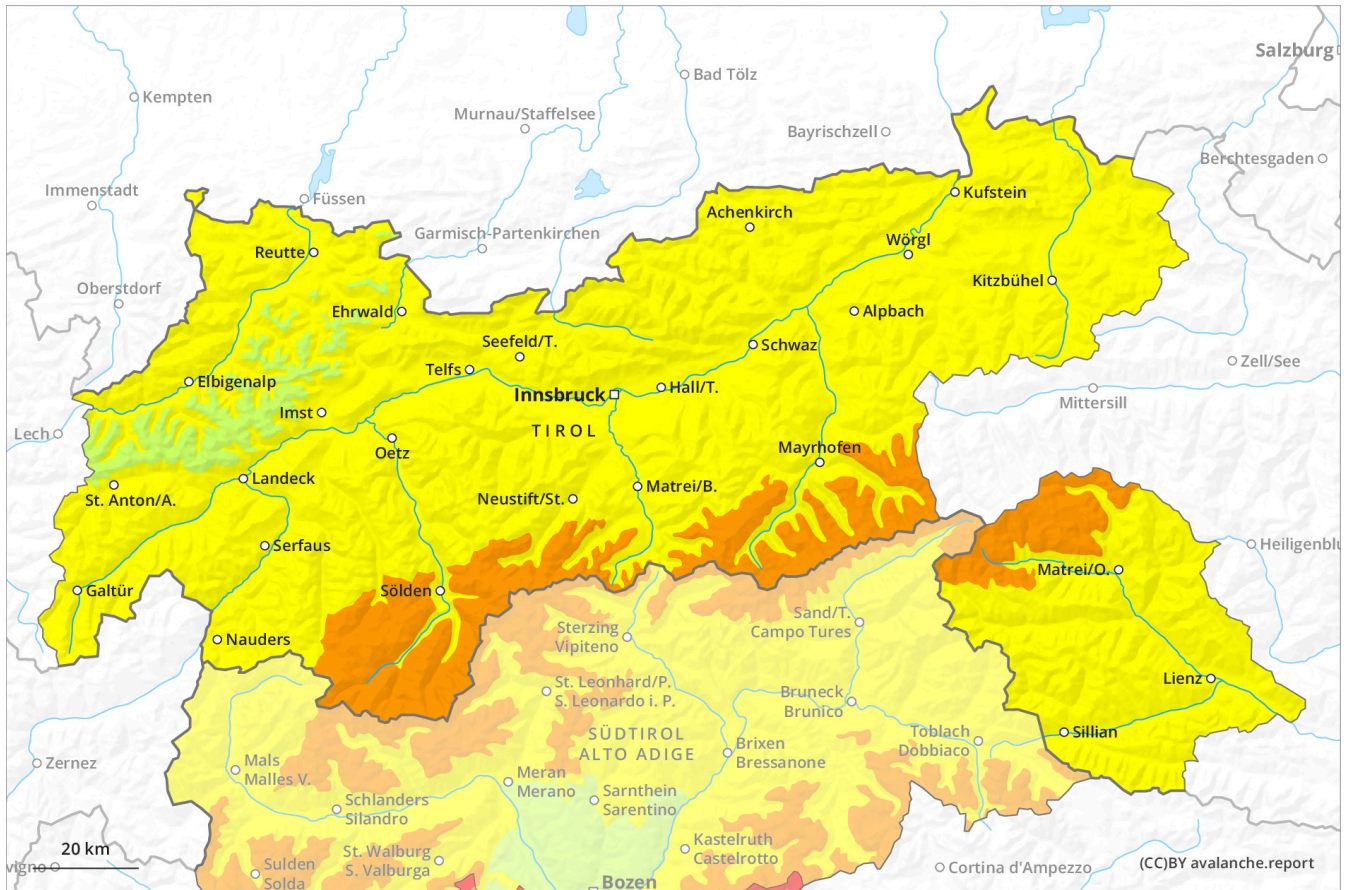 Salzburg
Bad Tölz
Kempten
Murnau/Staffelsee
Bayrischzell
Berchtesgaden
Immenstadt
Füssen
Kufstein
Achenkirch
Garmisch-Partenkirchen
Wörgl
Reutte
Kitzbühel
Oberstdorf
Ehrwald
Alpbach
Seefeld/T.
Schwaz
Zell/See
Telfs
Elbigenalp
Hall/T.
Innsbruck
Mittersill
Imst
TIROL
Lech
Oetz
Mayrhofen
Landeck
St. Anton/A.
Matrei/B.
Neustift/St.
Serfaus
Heiligenblu
Matrei/O.
Galtür
Sölden
Sand/T.
Campo Tures
Sterzing
Vipiteno
Nauders
Lienz
St. Leonhard/P.
S. Leonardo i. P.
Bruneck
Brunico
Sillian
SÜDTIROL
ALTO ADIGE
Toblach
Dobbiaco
Brixen
Bressanone
Zernez
Mals
Malles V.
Meran
Merano
Sarnthein
Sarentino
Schlanders
Silandro
Kastelruth
Castelrotto
20 km
St. Walburg
S. Valburga
vigno
Sulden
Solda
Cortina d'Ampezzo
(CC)BY avalanche.report
Bozen